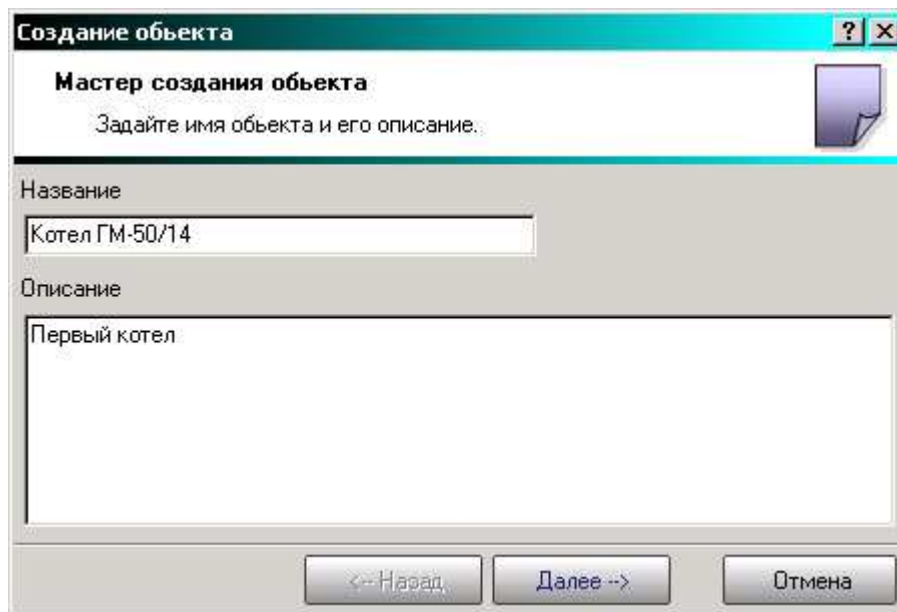 Создание обьекта
Мастер создания обьекта
Задайте имя обьекта и его описание.
Название
Котел ГМ-50/14
Описание
Первый котел
<-- Назад
Далее -->
Отмена